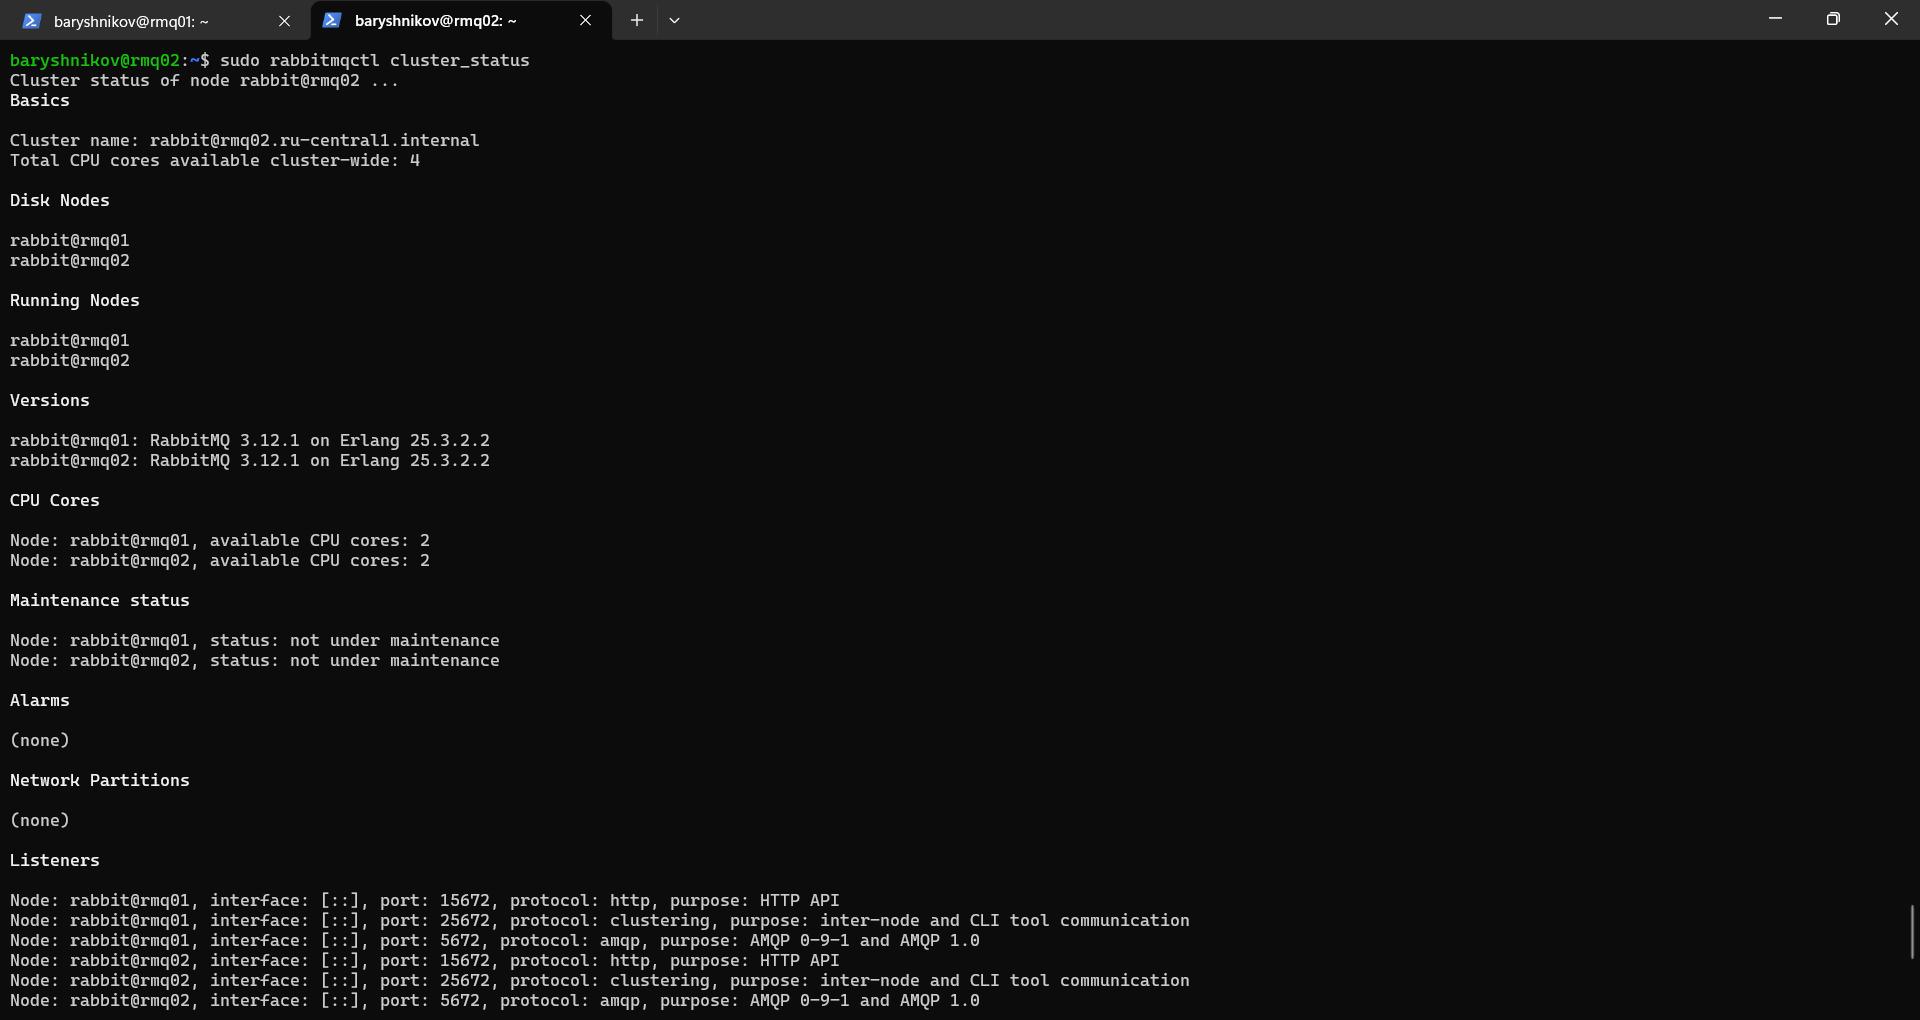 baryshnikov@rmq01: ~
baryshnikov@rmq02: ~
baryshnikov@rmq02:~$ sudo rabbitmqctl cluster_status
Cluster status of node rabbit@rmq02 ...
Basics
Cluster name: rabbit@rmq02.ru-central1.internal
Total CPU cores available cluster-wide: 4
Disk Nodes
rabbit@rmq01
rabbit@rmq02
Running Nodes
rabbit@rmq01
rabbit@rmq02
Versions
rabbit@rmq01: RabbitMQ 3.12.1 on Erlang 25.3.2.2
rabbit@rmq02: RabbitMQ 3.12.1 on Erlang 25.3.2.2
CPU Cores
Node: rabbit@rmq01, available CPU cores: 2
Node: rabbit@rmq02, available CPU cores: 2
Maintenance status
Node: rabbit@rmq01, status: not under maintenance
Node: rabbit@rmq02, status: not under maintenance
Alarms
(none)
Network Partitions
(none)
Listeners
Node: rabbit@rmq01, interface: [::], port: 15672, protocol: http, purpose: HTTP API
Node: rabbit@rmq01, interface: [::], port: 25672, protocol: clustering, purpose: inter-node and CLI tool communication
Node: rabbit@rmq01, interface: [::], port: 5672, protocol: amqp, purpose: AMQP 0-9-1 and AMQP 1.0
Node: rabbit@rmq02, interface: [::], port: 15672, protocol: http, purpose: HTTP API
Node: rabbit@rmq02, interface: [::], port: 25672, protocol: clustering, purpose: inter-node and CLI tool communication
Node: rabbit@rmq02, interface: [::], port: 5672, protocol: amqp, purpose: AMQP 0-9-1 and AMQP 1.0